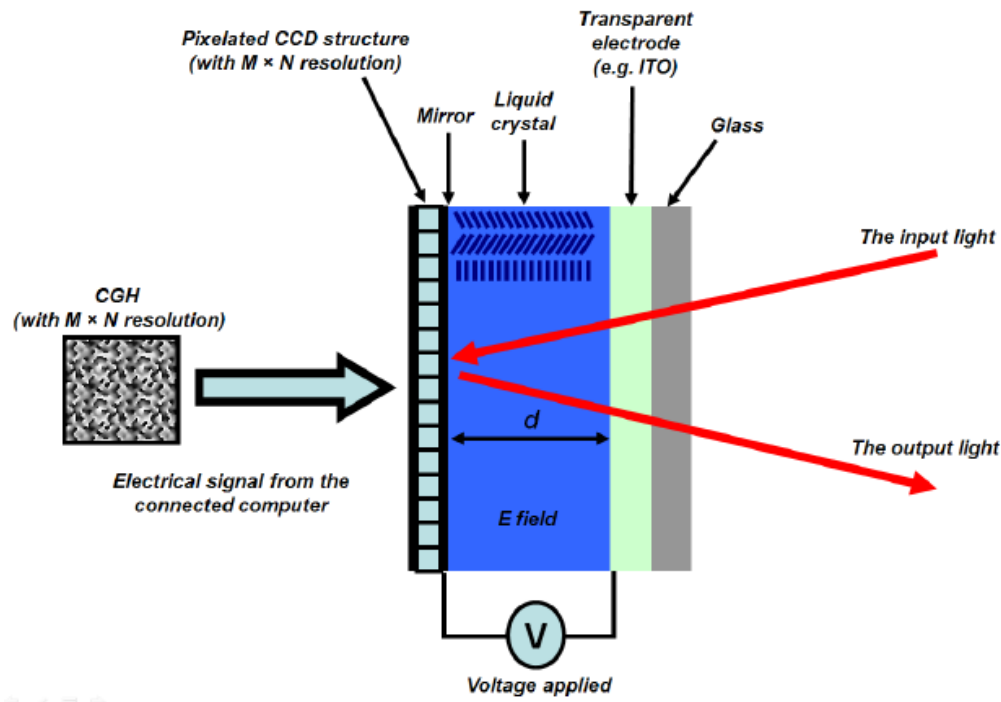 Pixelated CCD structure
(with M × N resolution)
Transparent
electrode
(e.g. ITO)
Mirror
Liquid
crystal
Glass
The input light
CGH
(with M × N resolution)
d
The output light
Electrical signal from the
connected computer
E field
V
Voltage applied